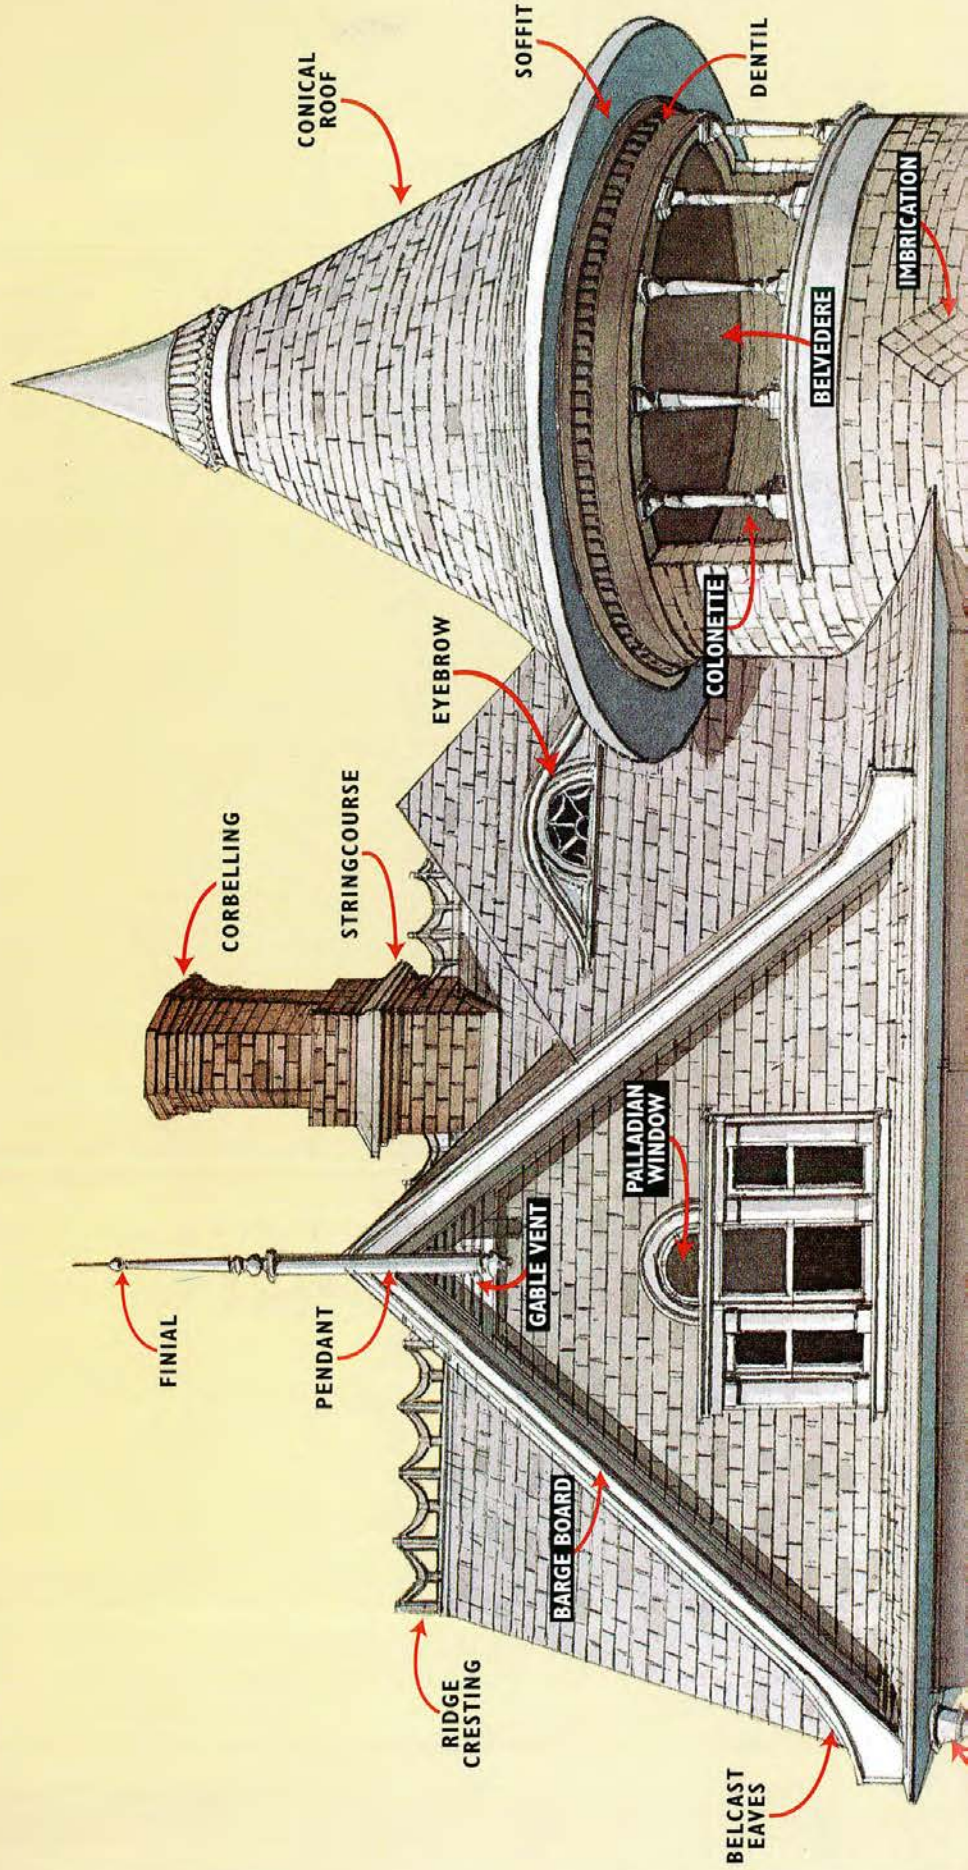 FINIAL
CORBELLING
CONICAL
ROOF
PENDANT
STRINGCOURSE
RIDGE
CRESTING
EYEBROW
SOFFIT
GABLE VENT
BARGE BOARD
PALLADIAN
WINDOW
COLONETTE
DENTIL
BELCAST
EAVES
BELVEDERE
IMBRICATION